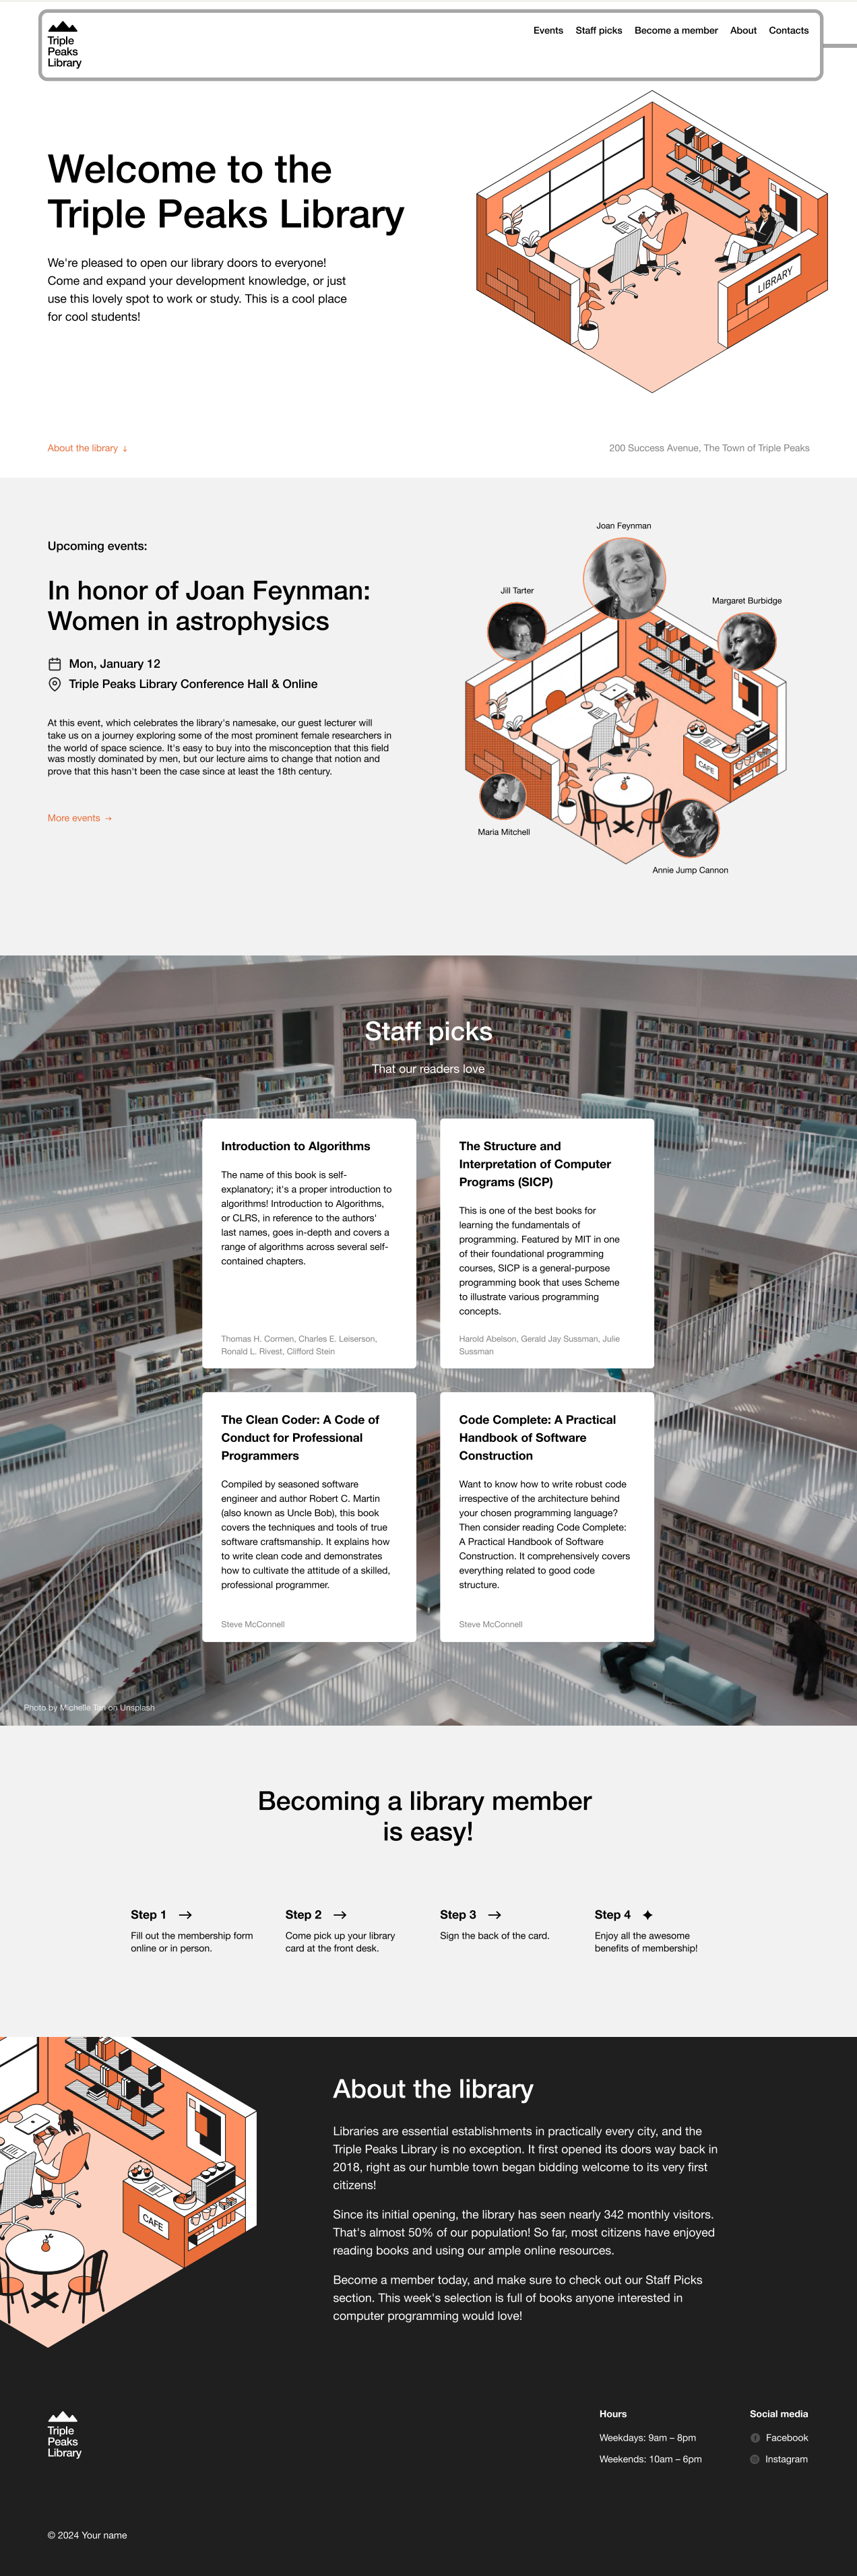 Triple
Peaks
Library
Events Staff picks Become a member About Contacts
Welcome to the
Triple Peaks Library
We're pleased to open our library doors to everyone!
Come and expand your development knowledge, or just
use this lovely spot to work or study. This is a cool place
for cool students!
LIBRARY
About the library ↓
200 Success Avenue, The Town of Triple Peaks
Upcoming events:
In honor of Joan Feynman:
Women in astrophysics
Mon, January 12
Triple Peaks Library Conference Hall & Online
At this event, which celebrates the library's namesake, our guest lecturer will
take us on a journey exploring some of the most prominent female researchers in
the world of space science. It's easy to buy into the misconception that this field
was mostly dominated by men, but our lecture aims to change that notion and
prove that this hasn't been the case since at least the 18th century.
More events →
Joan Feynman
Jill Tarter
Margaret Burbidge
CAFE
Maria Mitchell
Annie Jump Cannon
Staff picks
That our readers love
Introduction to Algorithms
The name of this book is self-
explanatory; it's a proper introduction to
algorithms! Introduction to Algorithms,
or CLRS, in reference to the authors'
last names, goes in-depth and covers a
range of algorithms across several self-
contained chapters.
Thomas H. Cormen, Charles E. Leiserson,
Ronald L. Rivest, Clifford Stein
The Structure and
Interpretation of Computer
Programs (SICP)
This is one of the best books for
learning the fundamentals of
programming. Featured by MIT in one
of their foundational programming
courses, SICP is a general-purpose
programming book that uses Scheme
to illustrate various programming
concepts.
Harold Abelson, Gerald Jay Sussman, Julie
Sussman
The Clean Coder: A Code of
Conduct for Professional
Programmers
Compiled by seasoned software
engineer and author Robert C. Martin
(also known as Uncle Bob), this book
covers the techniques and tools of true
software craftsmanship. It explains how
to write clean code and demonstrates
how to cultivate the attitude of a skilled,
professional programmer.
Steve McConnell
Code Complete: A Practical
Handbook of Software
Construction
Want to know how to write robust code
irrespective of the architecture behind
your chosen programming language?
Then consider reading Code Complete:
A Practical Handbook of Software
Construction. It comprehensively covers
everything related to good code
structure.
Steve McConnell
Photo by Michelle Tan on Unsplash
Becoming a library member
is easy!
Step 1 →
Fill out the membership form
online or in person.
Step 2 →
Come pick up your library
card at the front desk.
Step 3 →
Sign the back of the card.
Step 4 ✦
Enjoy all the awesome
benefits of membership!
CAFE
About the library
Libraries are essential establishments in practically every city, and the
Triple Peaks Library is no exception. It first opened its doors way back in
2018, right as our humble town began bidding welcome to its very first
citizens!
Since its initial opening, the library has seen nearly 342 monthly visitors.
That's almost 50% of our population! So far, most citizens have enjoyed
reading books and using our ample online resources.
Become a member today, and make sure to check out our Staff Picks
section. This week's selection is full of books anyone interested in
computer programming would love!
Triple
Peaks
Library
Hours
Weekdays: 9am – 8pm
Weekends: 10am – 6pm
Social media
Facebook
Instagram
© 2024 Your name